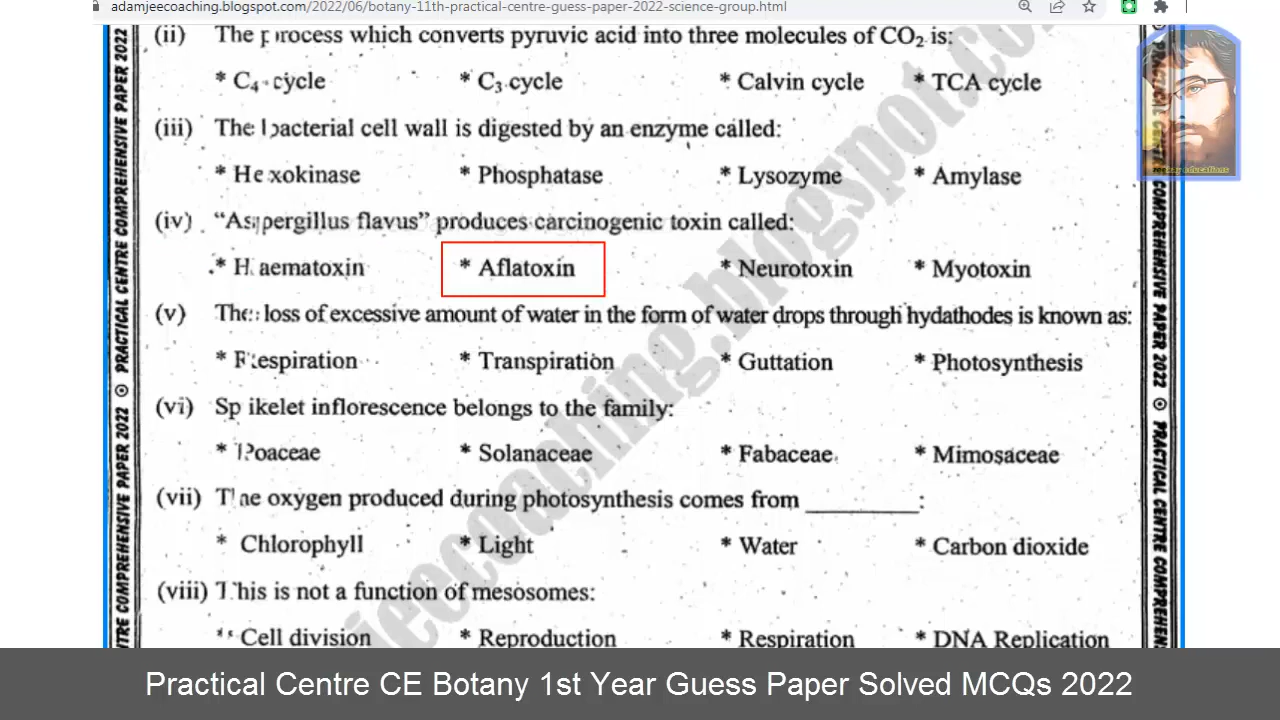 adamjeecoaching.blogspot.com/2022/06/botany-11th-practical-centre-guess-paper-2022-science-group.html
(ii) The process which converts pyruvic acid into three molecules of CO₂ is:
* C₄ cycle * C₃ cycle * Calvin cycle * TCA cycle
(iii) The bacterial cell wall is digested by an enzyme called:
* Hexokinase * Phosphatase * Lysozyme * Amylase
(iv) "Aspergillus flavus" produces carcinogenic toxin called:
* Haematoxin * Aflatoxin * Neurotoxin * Myotoxin
(v) The loss of excessive amount of water in the form of water drops through hydathodes is known as:
* Respiration * Transpiration * Guttation * Photosynthesis
(vi) Spikelet inflorescence belongs to the family:
* Poaceae * Solanaceae * Fabaceae * Mimosaceae
(vii) The oxygen produced during photosynthesis comes from ________:
* Chlorophyll * Light * Water * Carbon dioxide
(viii) This is not a function of mesosomes:
* Cell division * Reproduction * Respiration * DNA Replication
PRACTICAL CENTRE COMPREHENSIVE PAPER 2022
PRACTICAL CENTRE COMPREHENSIVE PAPER 2022
Practical Centre CE Botany 1st Year Guess Paper Solved MCQs 2022